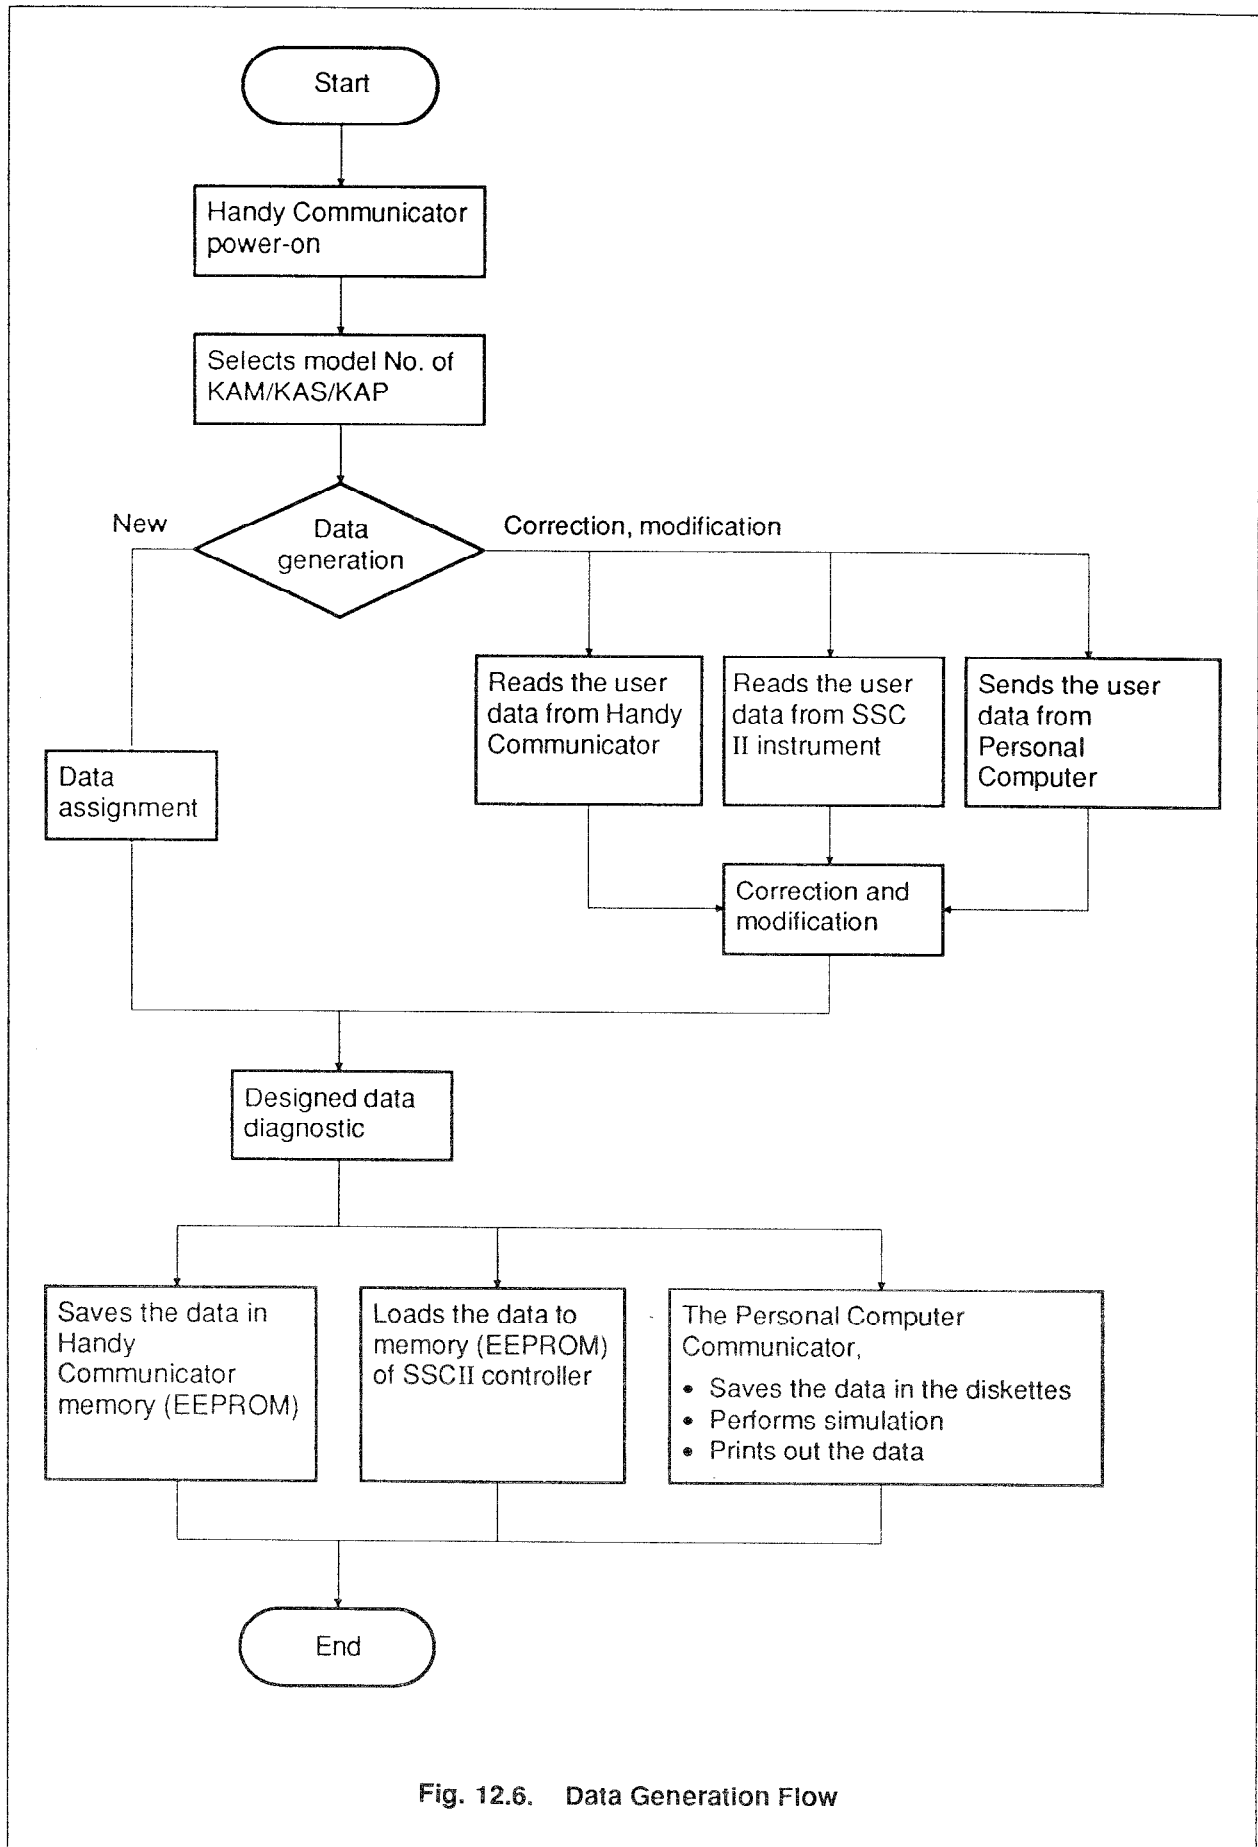 Start
Handy Communicator
power-on
Selects model No. of
KAM/KAS/KAP
New
Data
generation
Correction, modification
Reads the user
data from Handy
Communicator
Reads the user
data from SSC
II instrument
Sends the user
data from
Personal
Computer
Data
assignment
Correction and
modification
Designed data
diagnostic
Saves the data in
Handy
Communicator
memory (EEPROM)
Loads the data to
memory (EEPROM)
of SSCII controller
The Personal Computer
Communicator,
• Saves the data in the diskettes
• Performs simulation
• Prints out the data
End
Fig. 12.6. Data Generation Flow